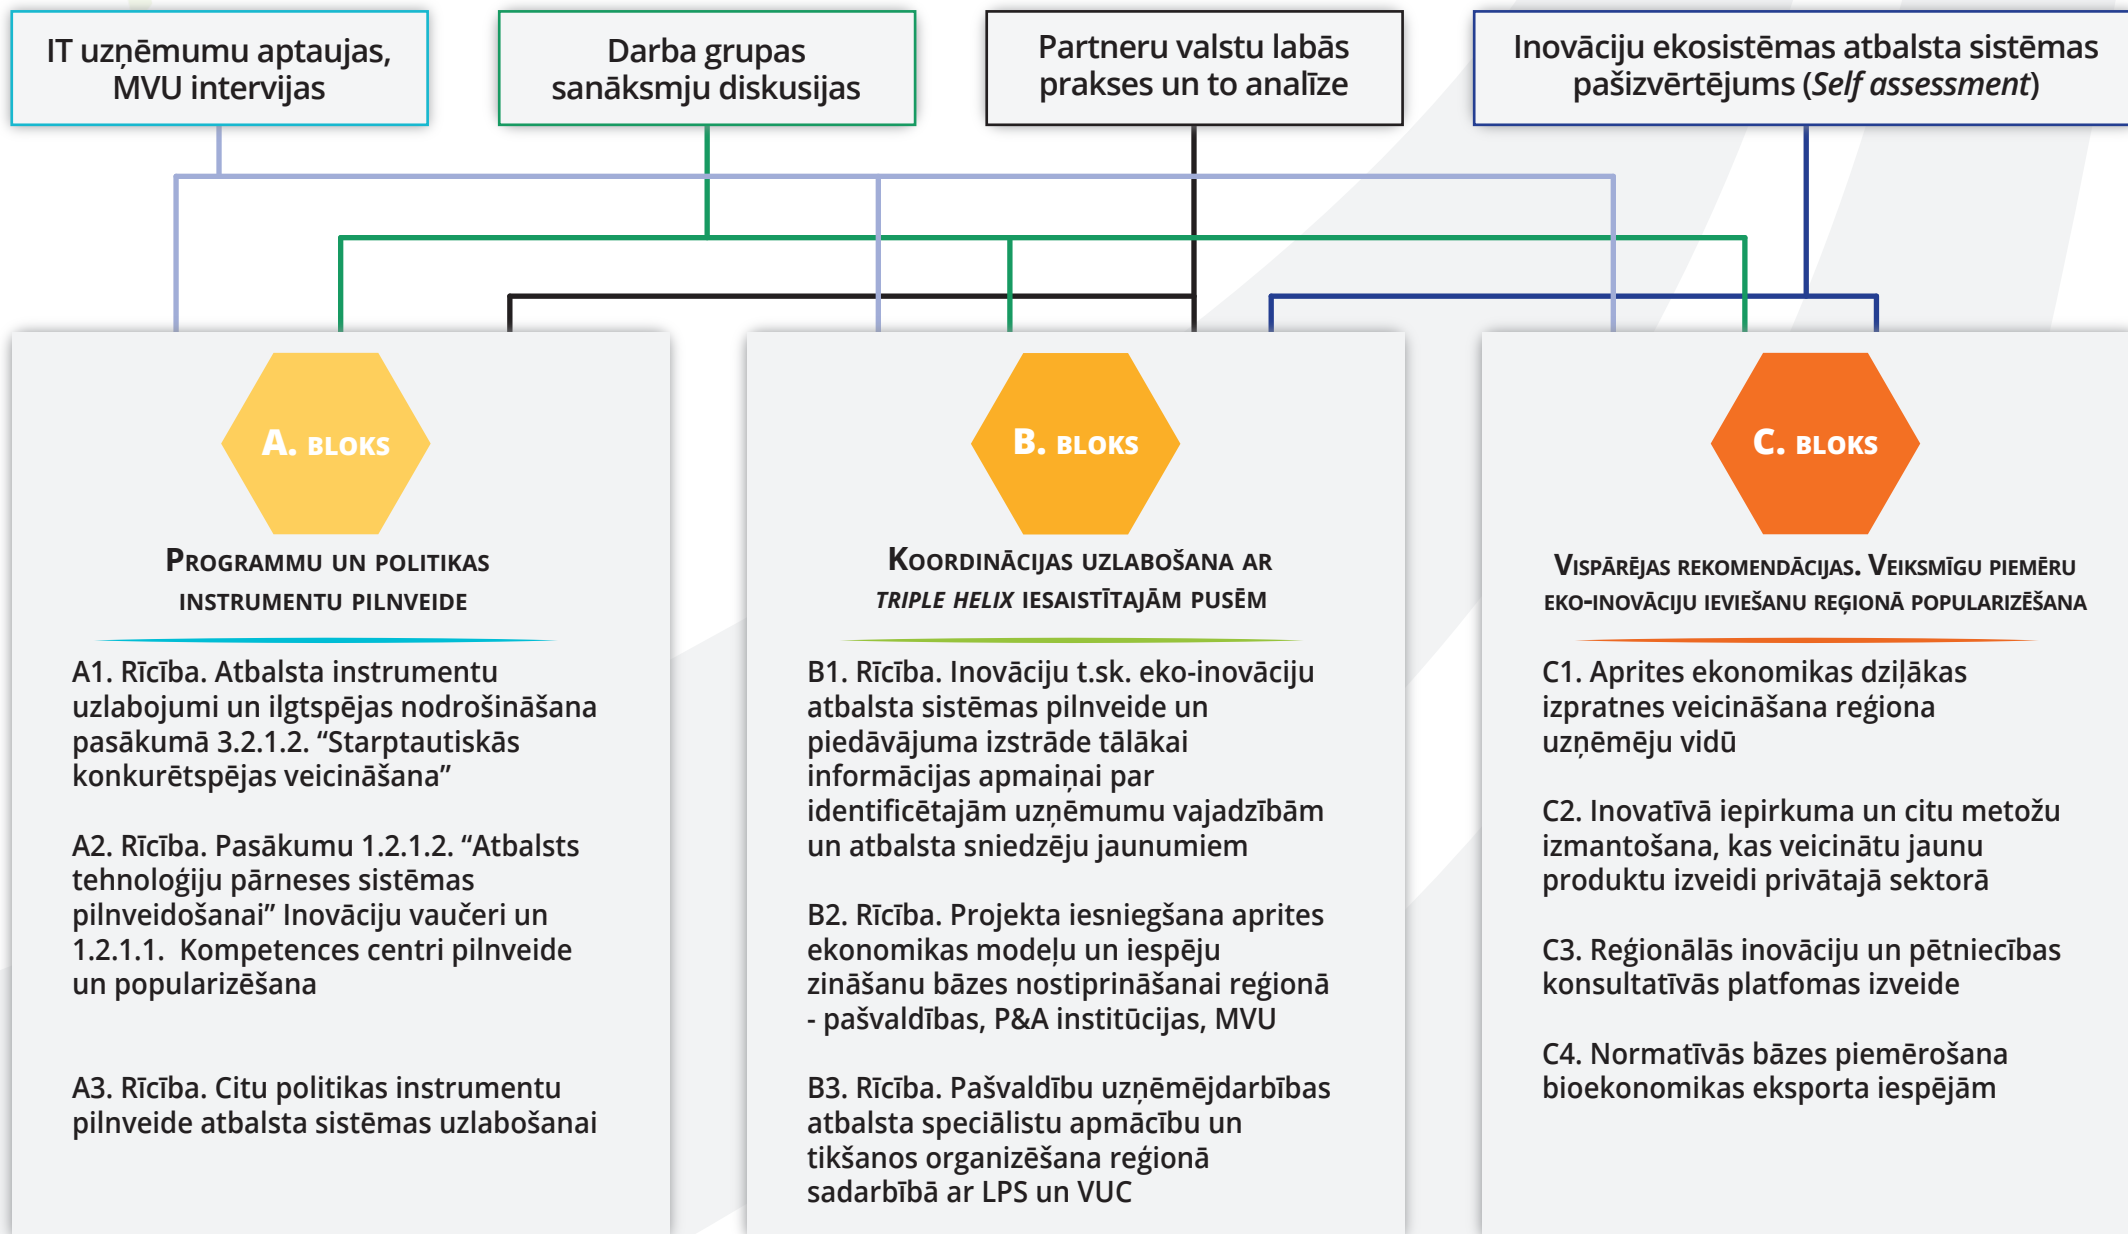 IT uzņēmumu aptaujas,
MVU intervijas
Darba grupas
sanāksmju diskusijas
Partneru valstu labās
prakses un to analīze
Inovāciju ekosistēmas atbalsta sistēmas
pašizvērtējums (Self assessment)
A. BLOKS
PROGRAMMU UN POLITIKAS
INSTRUMENTU PILNVEIDE
A1. Rīcība. Atbalsta instrumentu
uzlabojumi un ilgtspējas nodrošināšana
pasākumā 3.2.1.2. “Starptautiskās
konkurētspējas veicināšana”
A2. Rīcība. Pasākumu 1.2.1.2. “Atbalsts
tehnoloģiju pārneses sistēmas
pilnveidošanai” Inovāciju vaučeri un
1.2.1.1. Kompetences centri pilnveide
un popularizēšana
A3. Rīcība. Citu politikas instrumentu
pilnveide atbalsta sistēmas uzlabošanai
B. BLOKS
KOORDINĀCIJAS UZLABOŠANA AR
TRIPLE HELIX IESAISTĪTAJĀM PUSĒM
B1. Rīcība. Inovāciju t.sk. eko-inovāciju
atbalsta sistēmas pilnveide un
piedāvājuma izstrāde tālākai
informācijas apmaiņai par
identificētajām uzņēmumu vajadzībām
un atbalsta sniedzēju jaunumiem
B2. Rīcība. Projekta iesniegšana aprites
ekonomikas modeļu un iespēju
zināšanu bāzes nostiprināšanai reģionā
- pašvaldības, P&A institūcijas, MVU
B3. Rīcība. Pašvaldību uzņēmējdarbības
atbalsta speciālistu apmācību un
tikšanos organizēšana reģionā
sadarbībā ar LPS un VUC
C. BLOKS
VISPĀRĒJAS REKOMENDĀCIJAS. VEIKSMĪGU PIEMĒRU
EKO-INOVĀCIJU IEVIEŠANU REĢIONĀ POPULARIZĒŠANA
C1. Aprites ekonomikas dziļākas
izpratnes veicināšana reģiona
uzņēmēju vidū
C2. Inovatīvā iepirkuma un citu metožu
izmantošana, kas veicinātu jaunu
produktu izveidi privātajā sektorā
C3. Reģionālās inovāciju un pētniecības
konsultatīvās platfomas izveide
C4. Normatīvās bāzes piemērošana
bioekonomikas eksporta iespējām